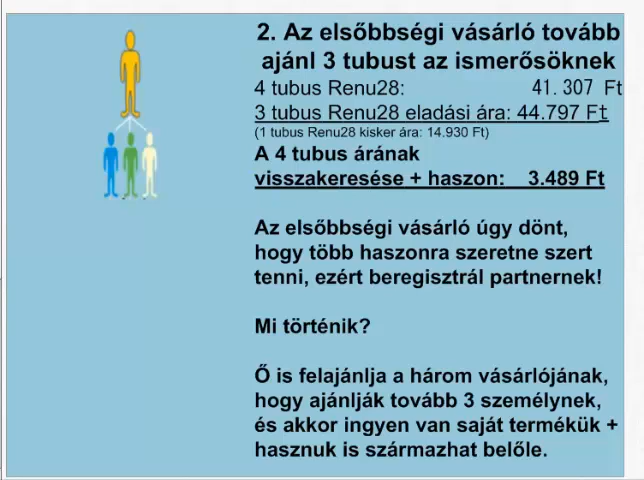 2. Az elsőbbségi vásárló tovább
ajánl 3 tubust az ismerősöknek
4 tubus Renu28: 41.307 Ft
3 tubus Renu28 eladási ára: 44.797 Ft
(1 tubus Renu28 kisker ára: 14.930 Ft)
A 4 tubus árának
visszakeresése + haszon: 3.489 Ft
Az elsőbbségi vásárló úgy dönt,
hogy több haszonra szeretne szert
tenni, ezért beregisztrál partnernek!
Mi történik?
Ő is felajánlja a három vásárlójának,
hogy ajánlják tovább 3 személynek,
és akkor ingyen van saját termékük +
hasznuk is származhat belőle.